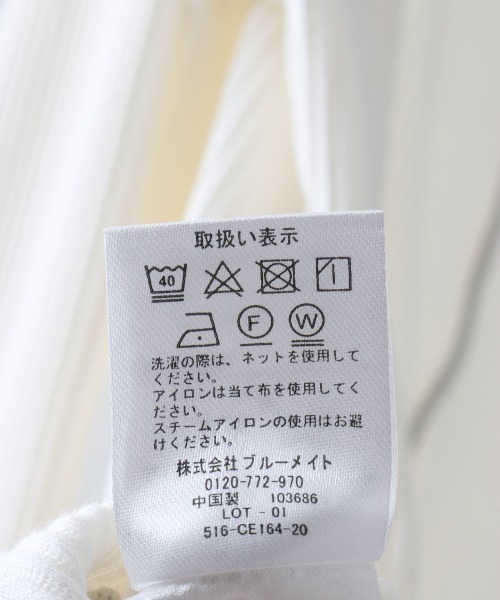 取扱い表示
40
F W
洗濯の際は、ネットを使用して
ください。
アイロンは当て布を使用してく
ださい。
スチームアイロンの使用はお避
けください。
株式会社 ブルーメイト
0120-772-970
中国製 103686
LOT - 01
516-CE164-20